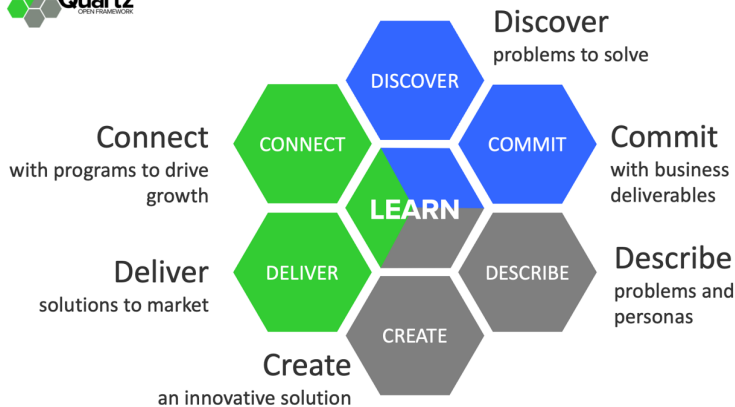 Quartz
OPEN FRAMEWORK
Discover
problems to solve
DISCOVER
Connect
with programs to drive
growth
CONNECT
COMMIT
Commit
with business
deliverables
LEARN
Deliver
solutions to market
DELIVER
DESCRIBE
Describe
problems and
personas
CREATE
Create
an innovative solution